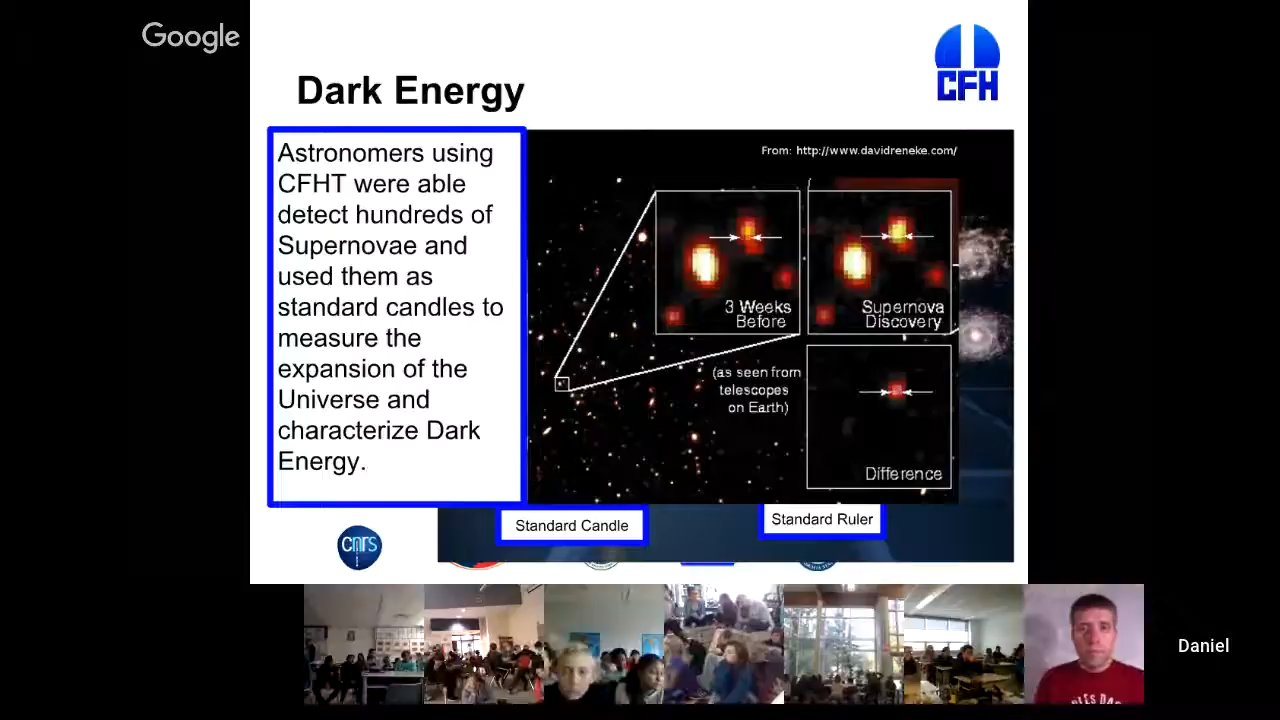 Google
CFH
Dark Energy
Astronomers using
CFHT were able
detect hundreds of
Supernovae and
used them as
standard candles to
measure the
expansion of the
Universe and
characterize Dark
Energy.
From: http://www.davidreneke.com/
3 Weeks
Before
Supernova
Discovery
(as seen from
telescopes
on Earth)
Difference
Standard Candle
Standard Ruler
cnrs
Daniel